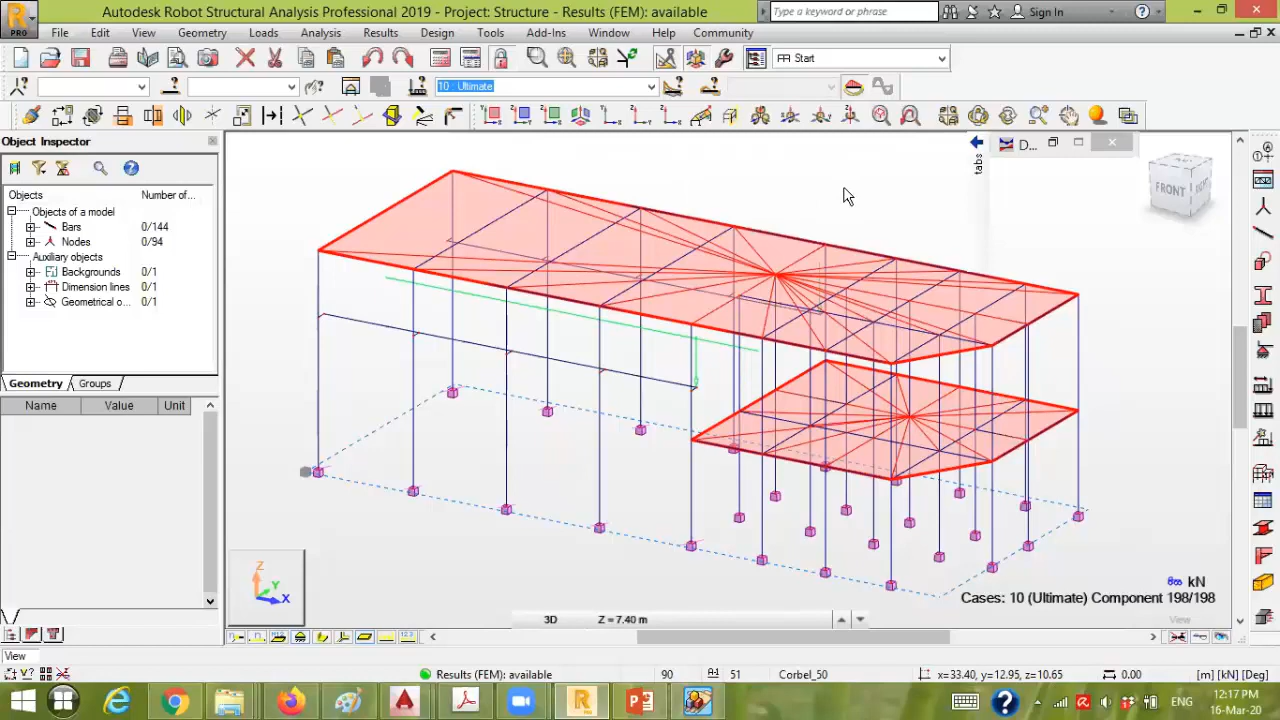 Autodesk Robot Structural Analysis Professional 2019 - Project: Structure - Results (FEM): available
Type a keyword or phrase
Sign In
PRO
File Edit View Geometry Loads Analysis Results Design Tools Add-Ins Window Help Community
Start
10 : Ultimate
Object Inspector
Objects Number of...
Objects of a model
Bars 0/144
Nodes 0/94
Auxiliary objects
Backgrounds 0/1
Dimension lines 0/1
Geometrical o... 0/1
Geometry Groups
Name Value Unit
D...
tabs
FRONT
Z
Y
X
kN
Cases: 10 (Ultimate) Component 198/198
3D Z = 7.40 m
View
View
Results (FEM): available 90 51 Corbel_50 x=33.40, y=12.95, z=10.65 0.00 [m] [kN] [Deg]
ENG
12:17 PM
16-Mar-20